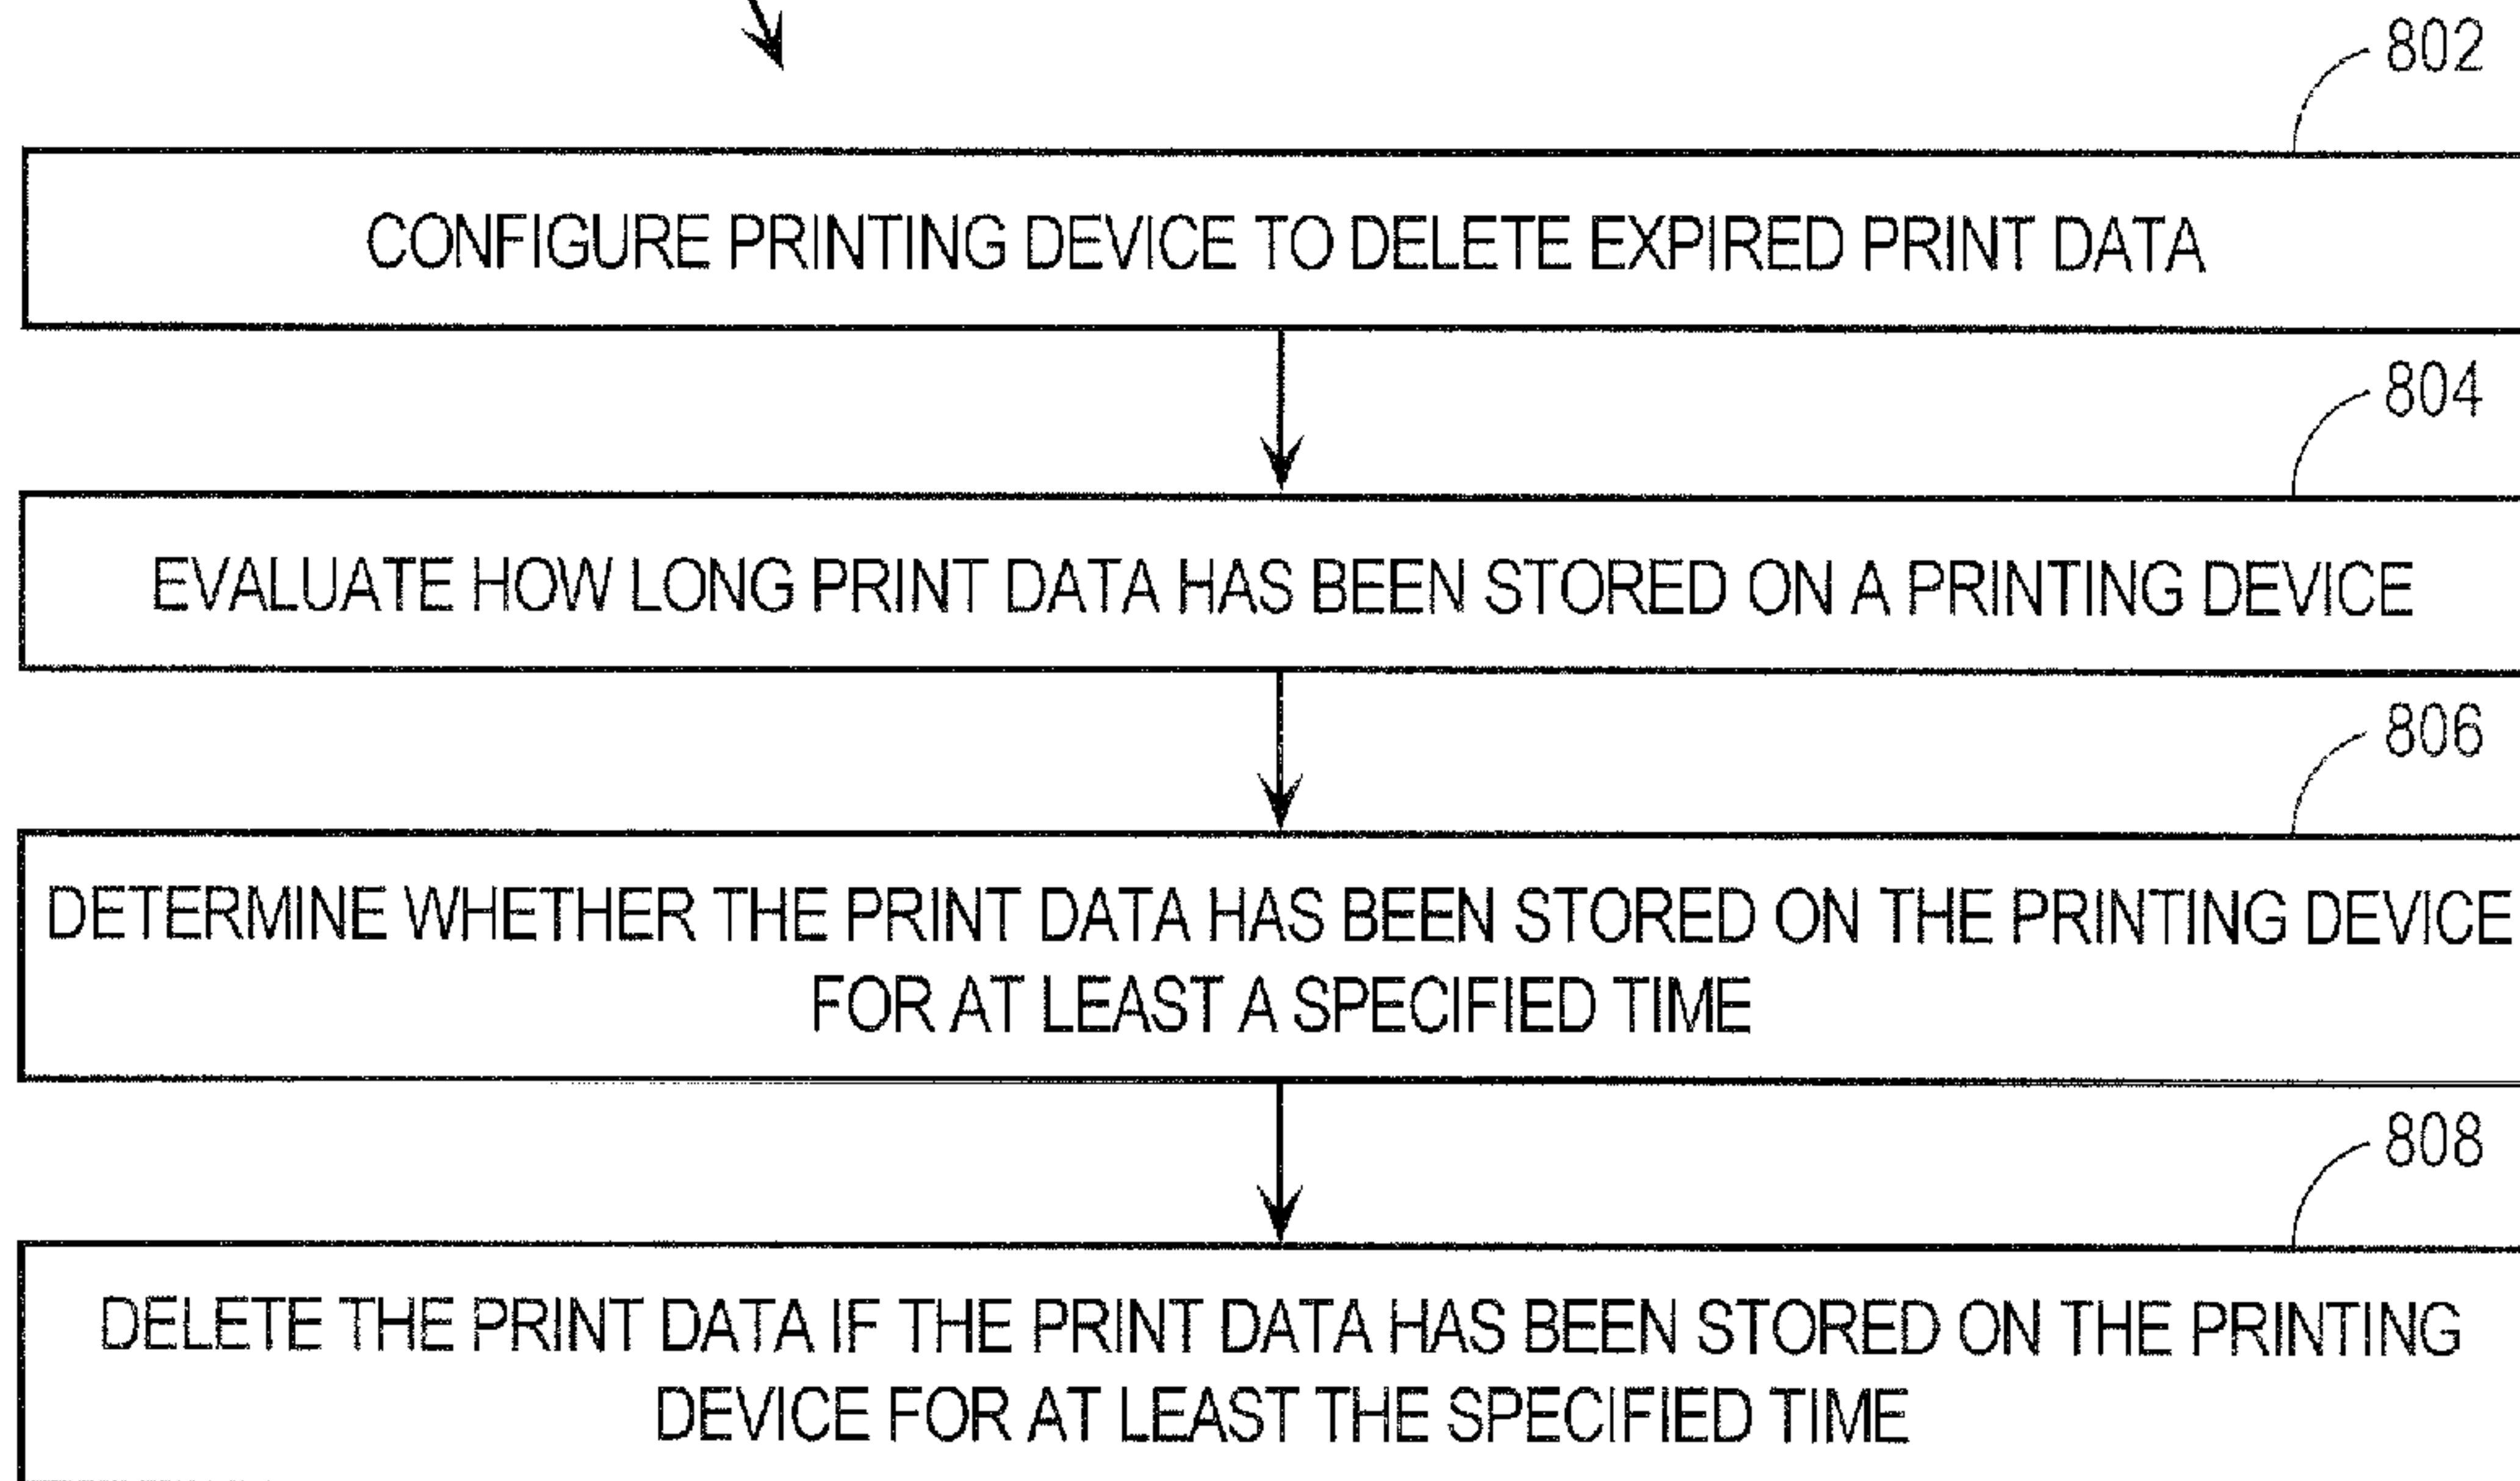 802
CONFIGURE PRINTING DEVICE TO DELETE EXPIRED PRINT DATA
804
EVALUATE HOW LONG PRINT DATA HAS BEEN STORED ON A PRINTING DEVICE
806
DETERMINE WHETHER THE PRINT DATA HAS BEEN STORED ON THE PRINTING DEVICE
FOR AT LEAST A SPECIFIED TIME
808
DELETE THE PRINT DATA IF THE PRINT DATA HAS BEEN STORED ON THE PRINTING
DEVICE FOR AT LEAST THE SPECIFIED TIME